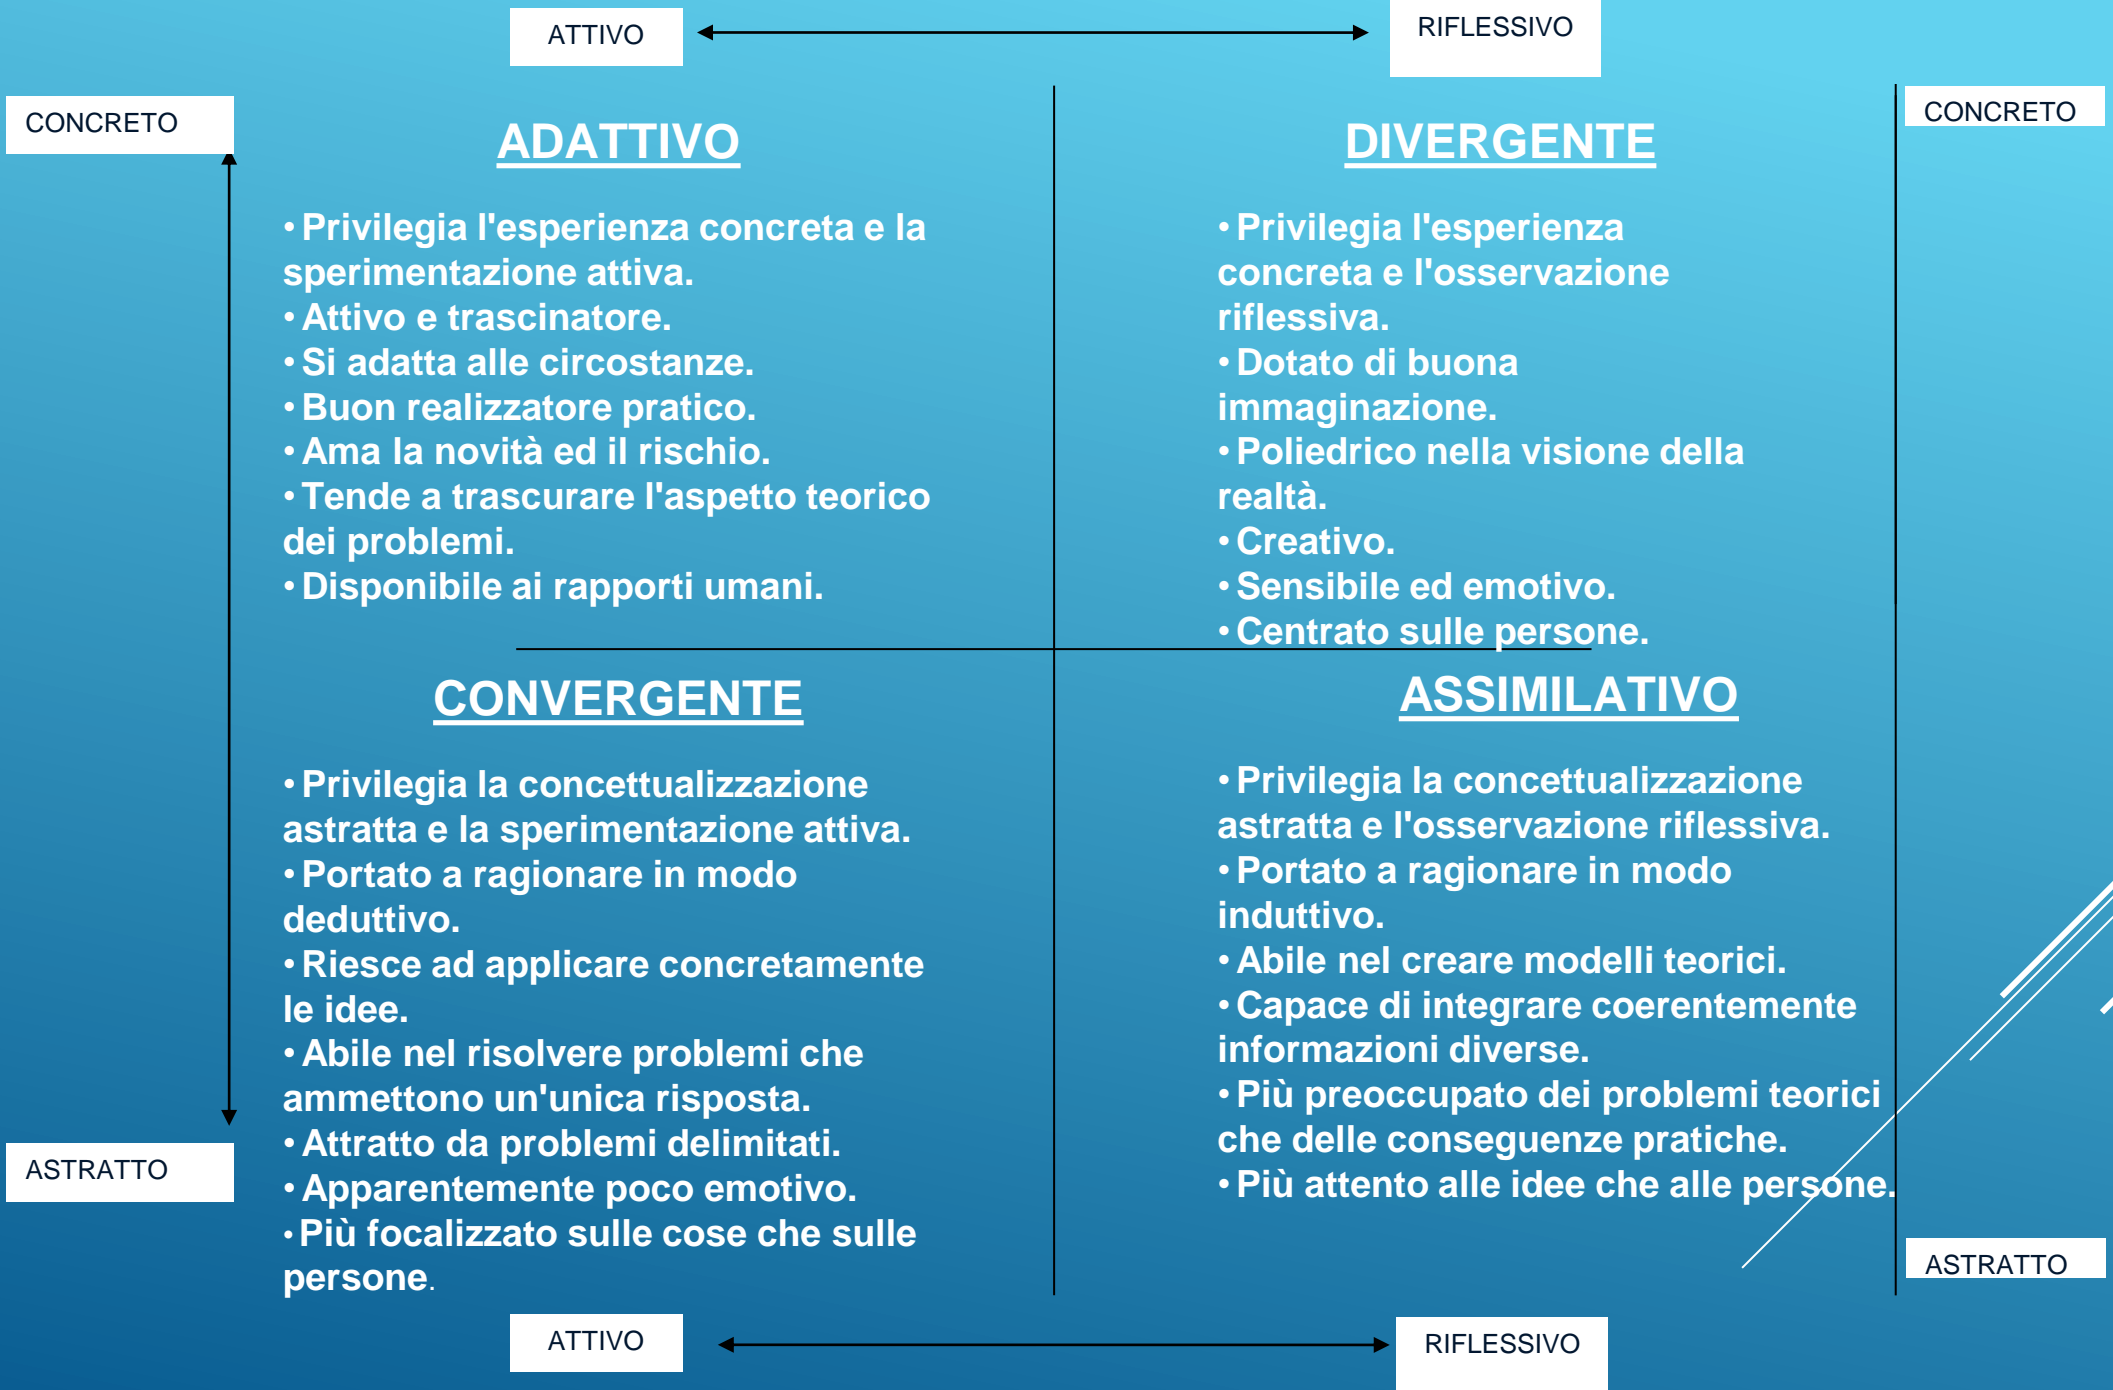 ATTIVO
RIFLESSIVO
CONCRETO
CONCRETO
ADATTIVO
• Privilegia l'esperienza concreta e la
sperimentazione attiva.
• Attivo e trascinatore.
• Si adatta alle circostanze.
• Buon realizzatore pratico.
• Ama la novità ed il rischio.
• Tende a trascurare l'aspetto teorico
dei problemi.
• Disponibile ai rapporti umani.
DIVERGENTE
• Privilegia l'esperienza
concreta e l'osservazione
riflessiva.
• Dotato di buona
immaginazione.
• Poliedrico nella visione della
realtà.
• Creativo.
• Sensibile ed emotivo.
• Centrato sulle persone.
CONVERGENTE
• Privilegia la concettualizzazione
astratta e la sperimentazione attiva.
• Portato a ragionare in modo
deduttivo.
• Riesce ad applicare concretamente
le idee.
• Abile nel risolvere problemi che
ammettono un'unica risposta.
• Attratto da problemi delimitati.
• Apparentemente poco emotivo.
• Più focalizzato sulle cose che sulle
persone.
ASSIMILATIVO
• Privilegia la concettualizzazione
astratta e l'osservazione riflessiva.
• Portato a ragionare in modo
induttivo.
• Abile nel creare modelli teorici.
• Capace di integrare coerentemente
informazioni diverse.
• Più preoccupato dei problemi teorici
che delle conseguenze pratiche.
• Più attento alle idee che alle persone.
ASTRATTO
ASTRATTO
ATTIVO
RIFLESSIVO